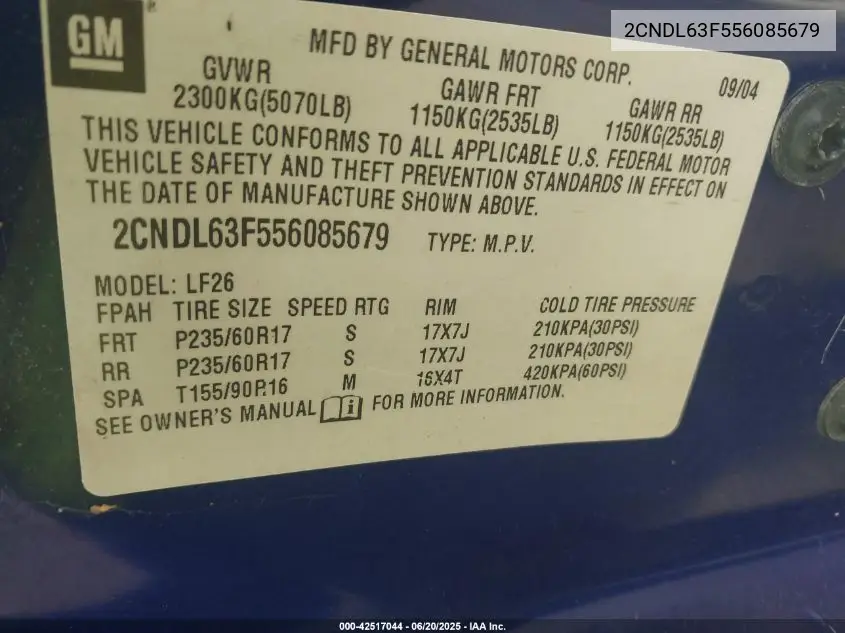 2CNDL63F556085679
GM
®
MFD BY GENERAL MOTORS CORP.
09/04
GVWR GAWR FRT GAWR RR
2300KG(5070LB) 1150KG(2535LB) 1150KG(2535LB)
THIS VEHICLE CONFORMS TO ALL APPLICABLE U.S. FEDERAL MOTOR
VEHICLE SAFETY AND THEFT PREVENTION STANDARDS IN EFFECT ON
THE DATE OF MANUFACTURE SHOWN ABOVE.
2CNDL63F556085679 TYPE: M.P.V.
MODEL: LF26
FPAH TIRE SIZE SPEED RTG RIM COLD TIRE PRESSURE
FRT P235/60R17 S 17X7J 210KPA(30PSI)
RR P235/60R17 S 17X7J 210KPA(30PSI)
SPA T155/90R16 M 16X4T 420KPA(60PSI)
SEE OWNER'S MANUAL i FOR MORE INFORMATION.
000-42517044 - 06/20/2025 - IAA Inc.